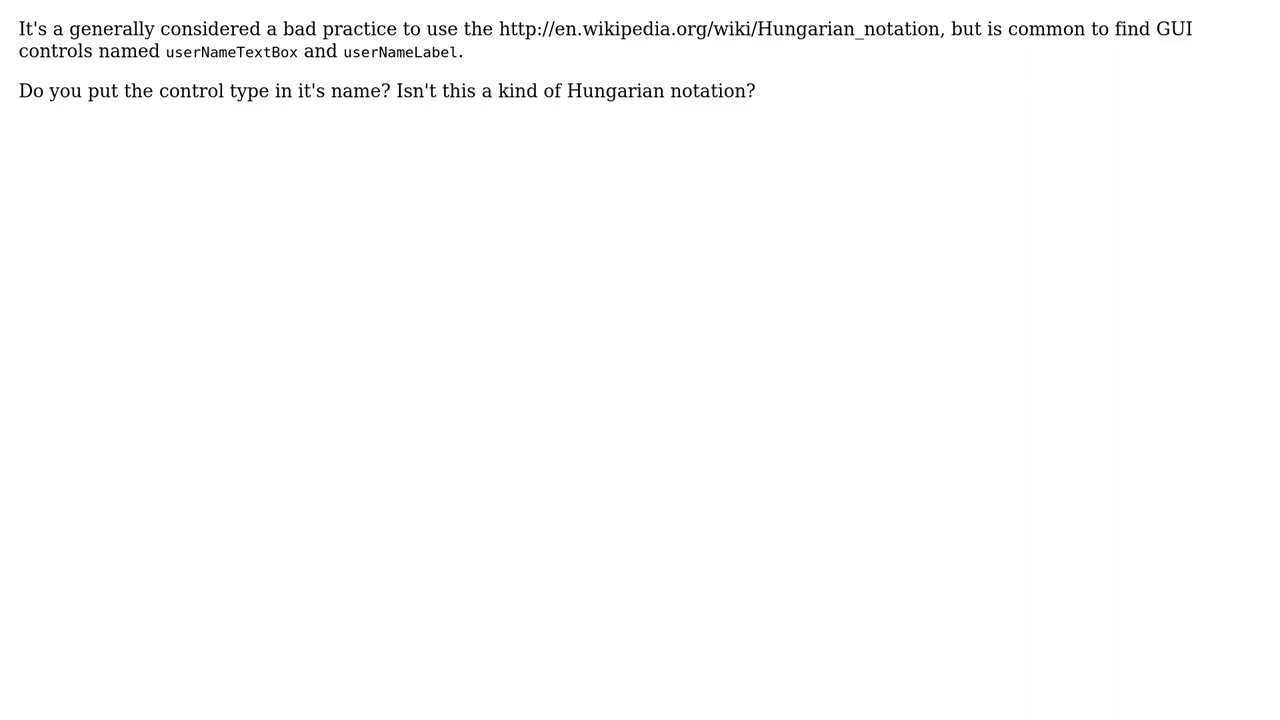 It's a generally considered a bad practice to use the http://en.wikipedia.org/wiki/Hungarian_notation, but is common to find GUI
controls named userNameTextBox and userNameLabel.
Do you put the control type in it's name? Isn't this a kind of Hungarian notation?